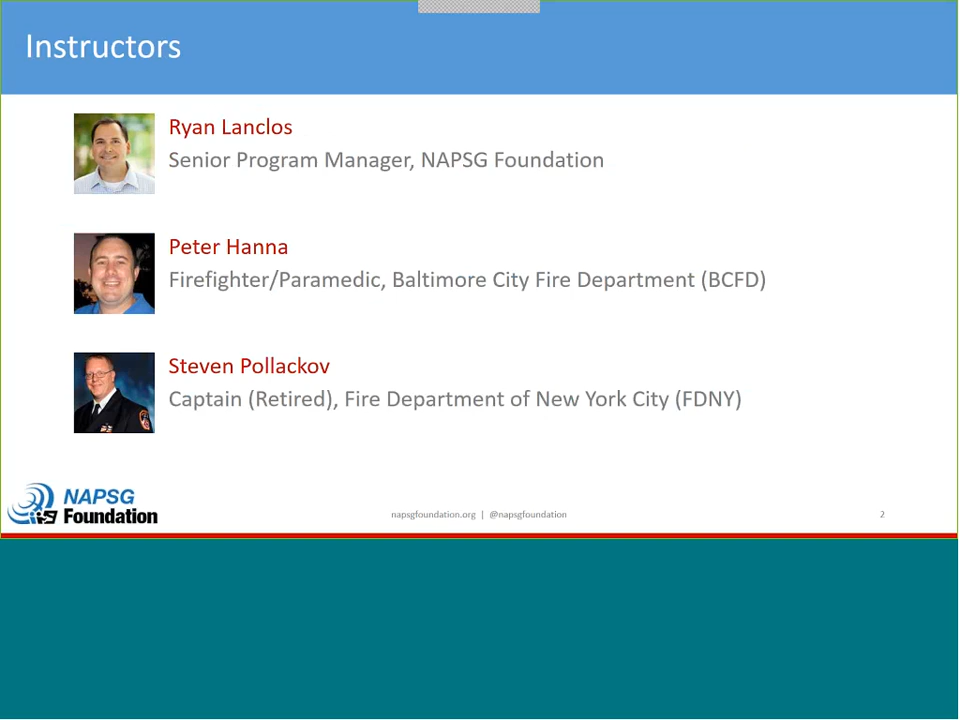 Instructors
Ryan Lanclos
Senior Program Manager, NAPSG Foundation
Peter Hanna
Firefighter/Paramedic, Baltimore City Fire Department (BCFD)
Steven Pollackov
Captain (Retired), Fire Department of New York City (FDNY)
NAPSG
Foundation
napsgfoundation.org | @napsgfoundation
2